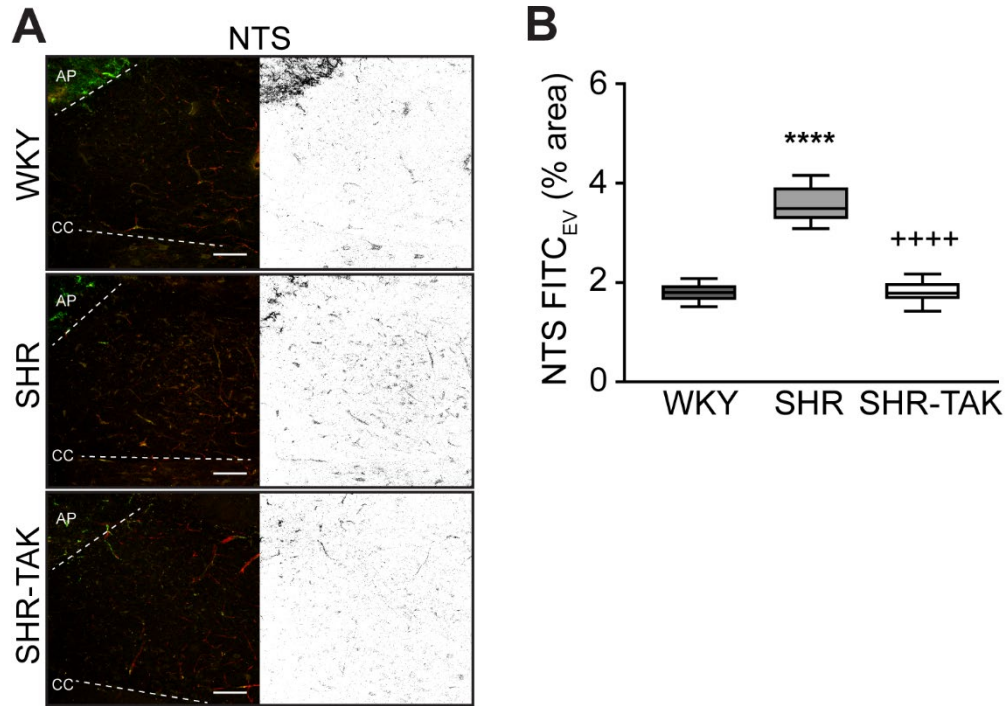 A
NTS
WKY
AP
CC
SHR
AP
CC
SHR-TAK
AP
CC
B
NTS FITC_EV (% area)
6
4
2
0
****
++++
WKY SHR SHR-TAK